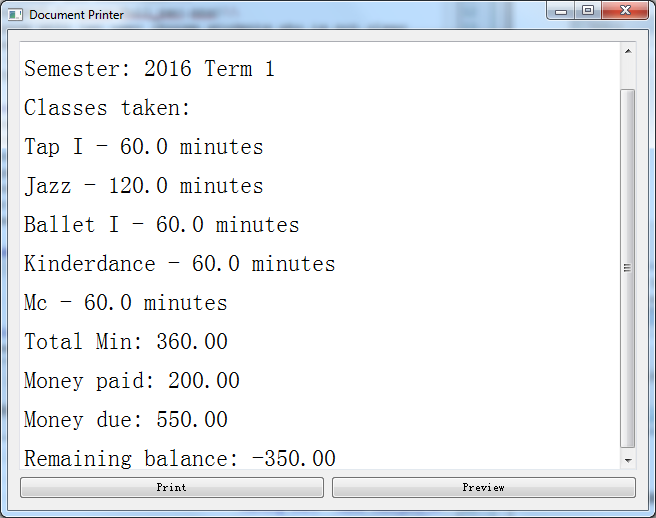 Document Printer
Semester: 2016 Term 1
Classes taken:
Tap I - 60.0 minutes
Jazz - 120.0 minutes
Ballet I - 60.0 minutes
Kinderdance - 60.0 minutes
Mc - 60.0 minutes
Total Min: 360.00
Money paid: 200.00
Money due: 550.00
Remaining balance: -350.00
Print Preview